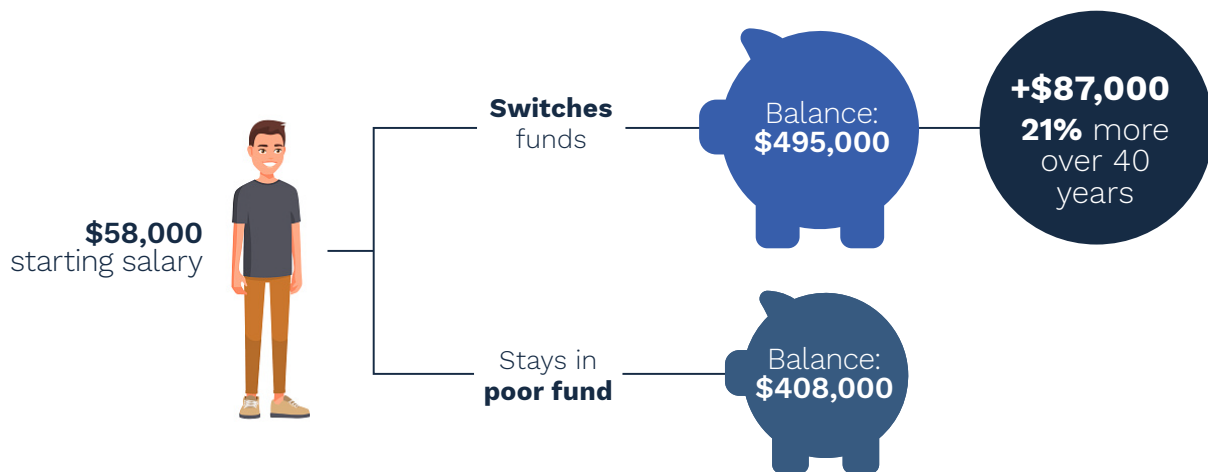 $58,000
starting salary
Switches
funds
Balance:
$495,000
+$87,000
21% more
over 40
years
Stays in
poor fund
Balance:
$408,000